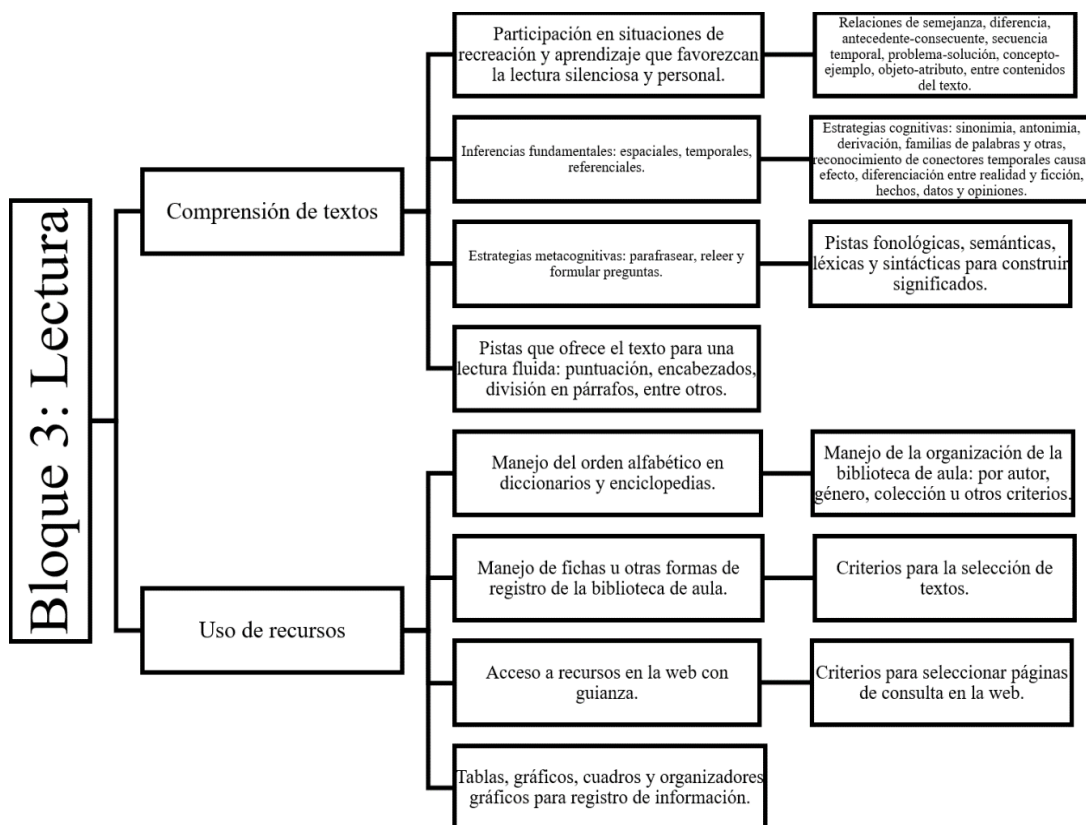 Bloque 3: Lectura
Comprensión de textos
Participación en situaciones de
recreación y aprendizaje que favorezcan
la lectura silenciosa y personal.
Relaciones de semejanza, diferencia,
antecedente-consecuente, secuencia
temporal, problema-solución, concepto-
ejemplo, objeto-atributo, entre contenidos
del texto.
Inferencias fundamentales: espaciales, temporales,
referenciales.
Estrategias cognitivas: sinonimia, antonimia,
derivación, familias de palabras y otras,
reconocimiento de conectores temporales causa
efecto, diferenciación entre realidad y ficción,
hechos, datos y opiniones.
Estrategias metacognitivas: parafrasear, releer y
formular preguntas.
Pistas fonológicas, semánticas,
léxicas y sintácticas para construir
significados.
Pistas que ofrece el texto para una
lectura fluida: puntuación, encabezados,
división en párrafos, entre otros.
Uso de recursos
Manejo del orden alfabético en
diccionarios y enciclopedias.
Manejo de la organización de la
biblioteca de aula: por autor,
género, colección u otros criterios.
Manejo de fichas u otras formas de
registro de la biblioteca de aula.
Criterios para la selección de
textos.
Acceso a recursos en la web con
guianza.
Criterios para seleccionar páginas
de consulta en la web.
Tablas, gráficos, cuadros y organizadores
gráficos para registro de información.